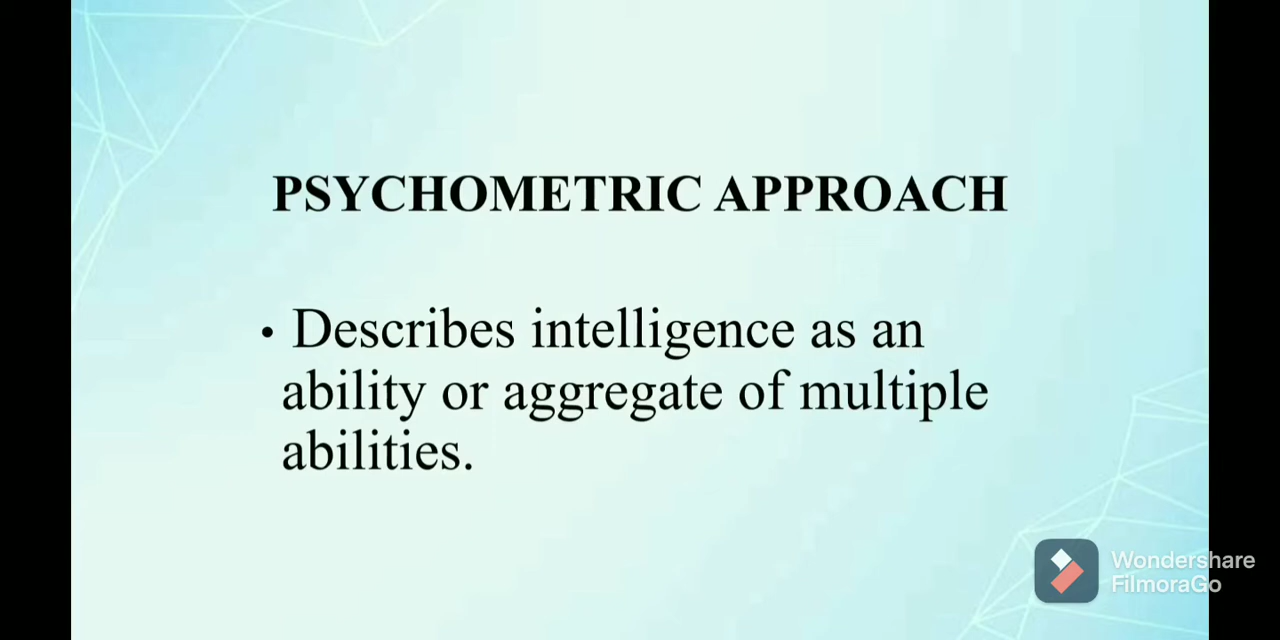 PSYCHOMETRIC APPROACH
• Describes intelligence as an
ability or aggregate of multiple
abilities.
Wondershare
FilmoraGo